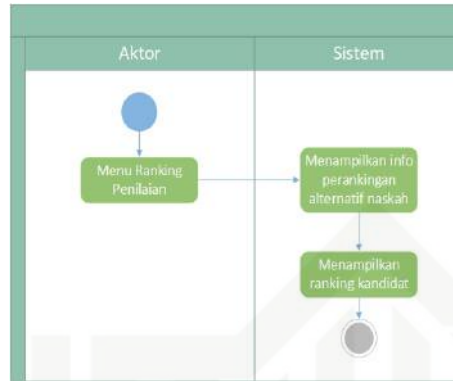 Aktor
Sistem
Menu Ranking
Penilaian
Menampilkan info
perankingan
alternatif naskah
Menampilkan
ranking kandidat